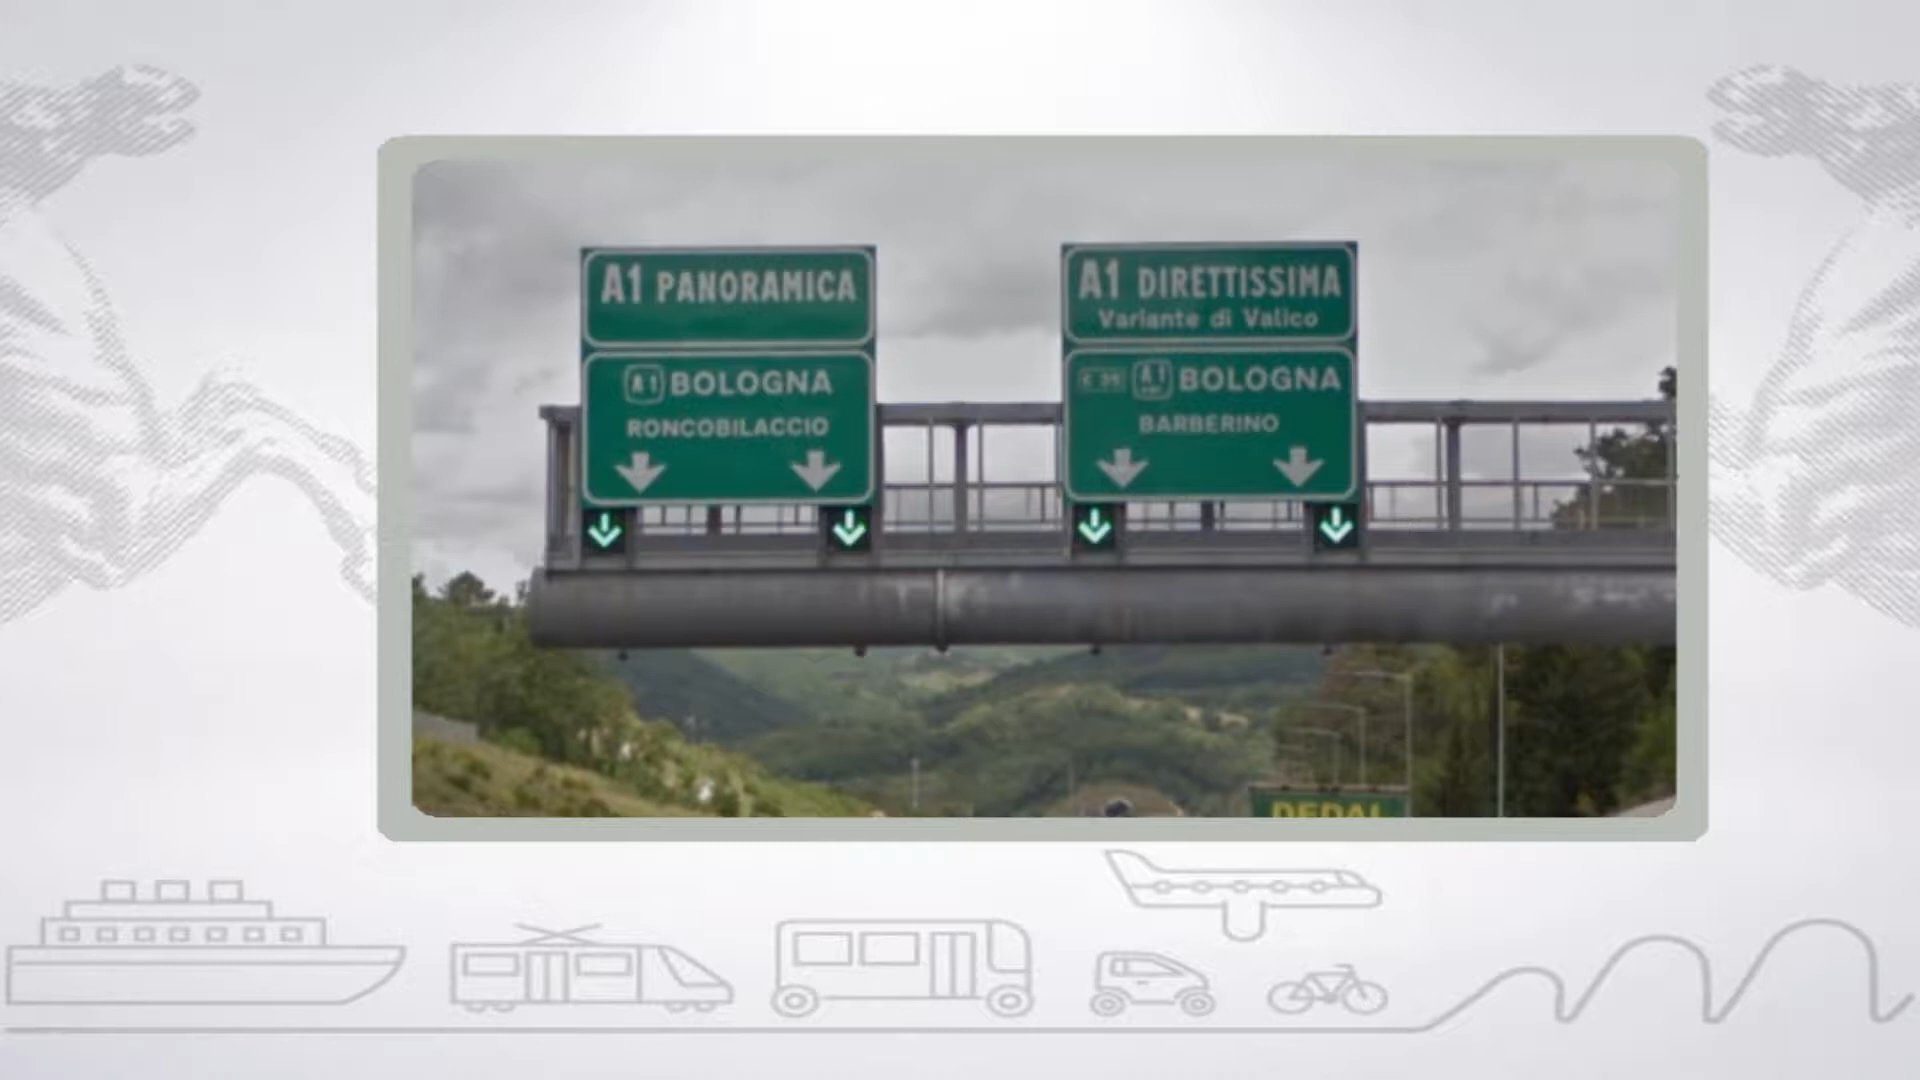 A1 PANORAMICA
A1 BOLOGNA
RONCOBILACCIO
A1 DIRETTISSIMA
Variante di Valico
A1 BOLOGNA
BARBERINO